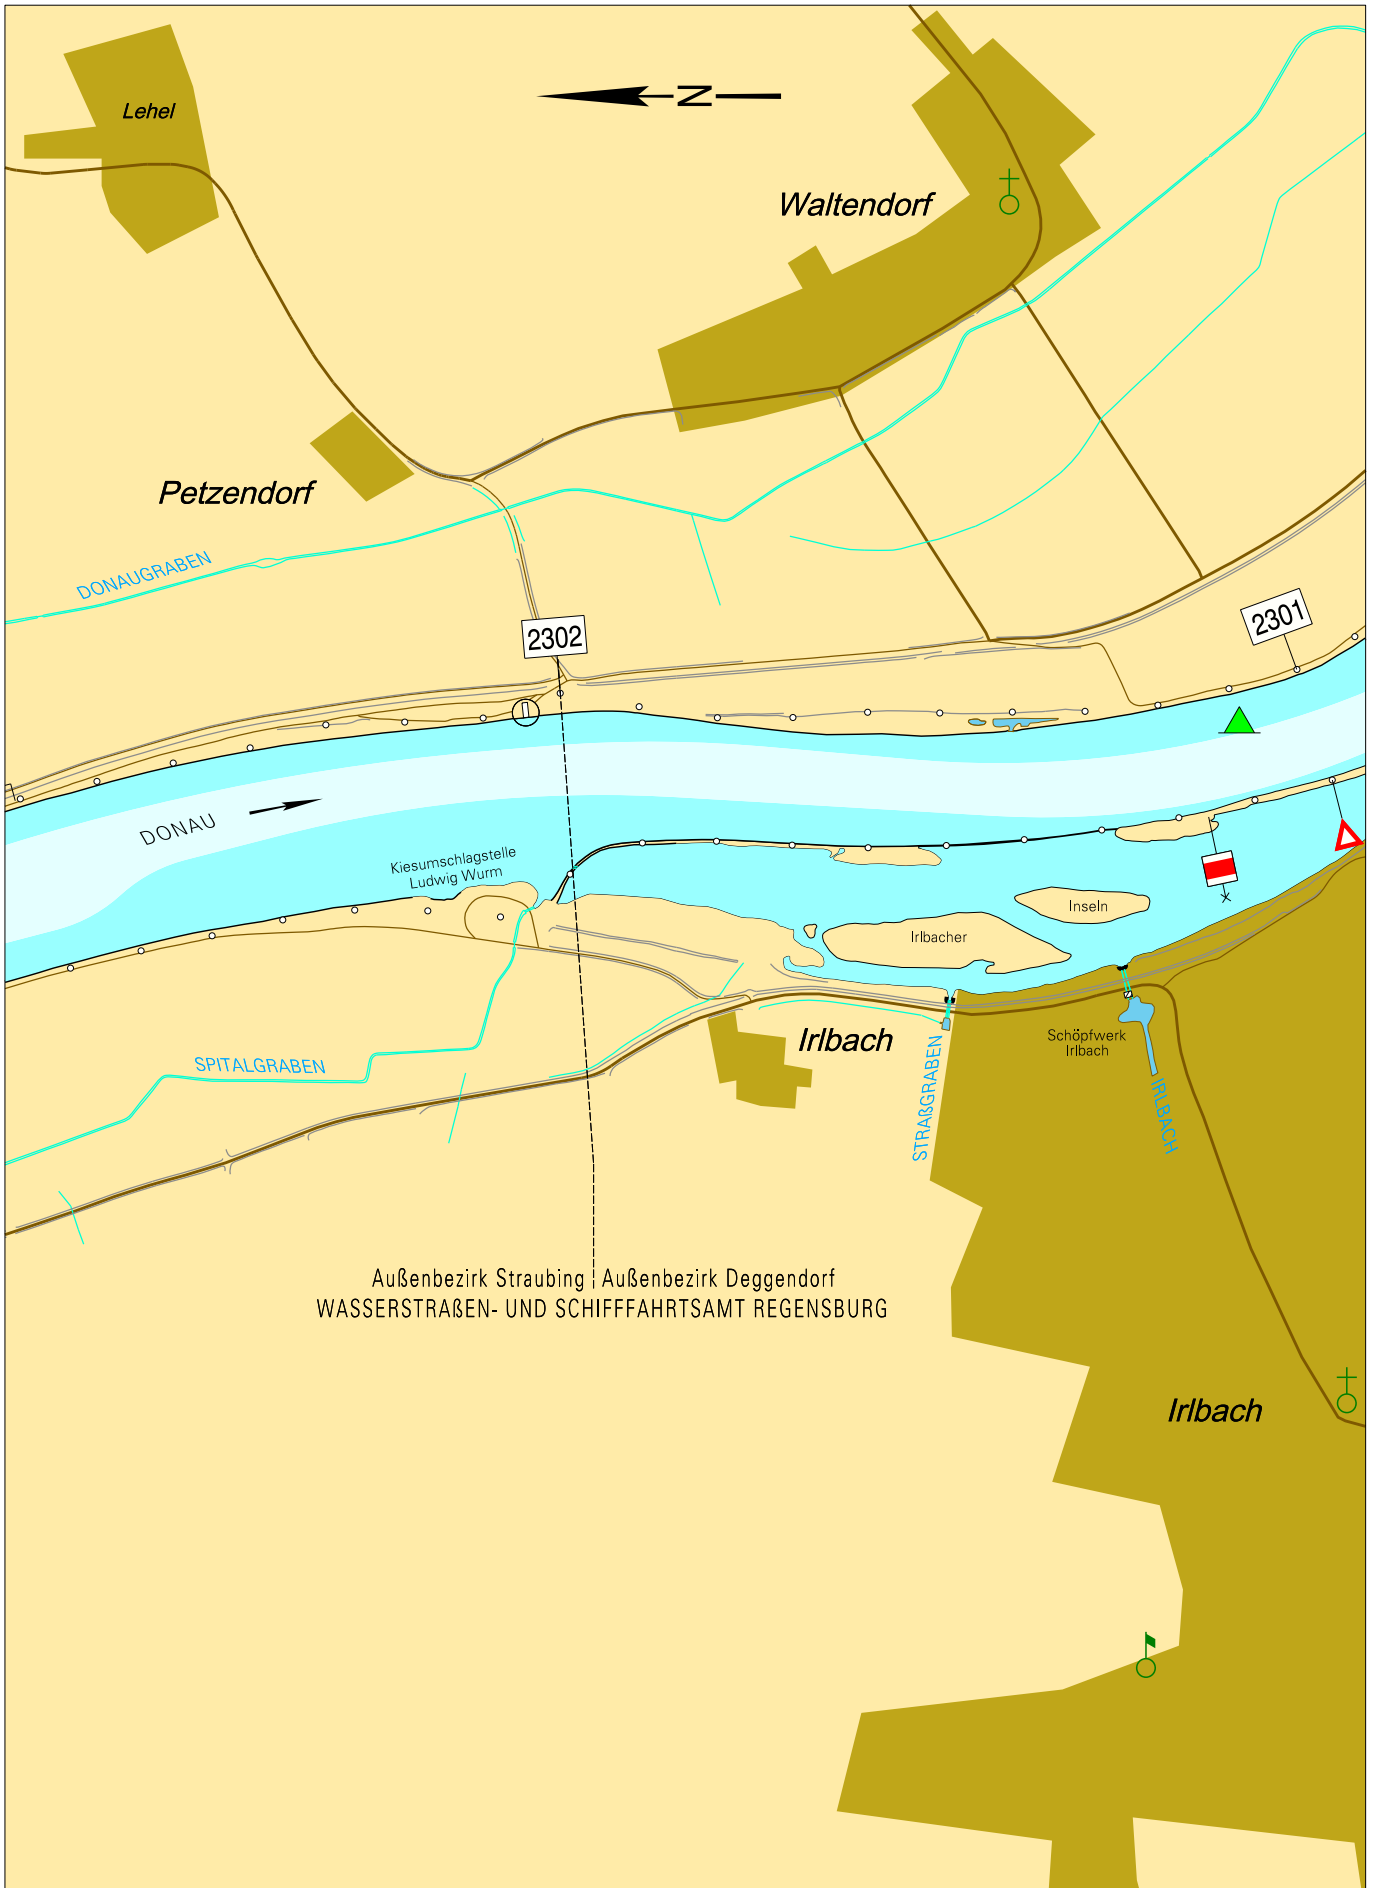 Lehel
N
Waltendorf
Petzendorf
DONAUGRABEN
2302
2301
DONAU
Kiesumschlagstelle
Ludwig Wurm
Inseln
Irlbacher
SPITALGRABEN
Irlbach
Schöpfwerk
Irlbach
STRAßGRABEN
IRLBACH
Außenbezirk Straubing
Außenbezirk Deggendorf
WASSERSTRAßEN- UND SCHIFFFAHRTSAMT REGENSBURG
Irlbach